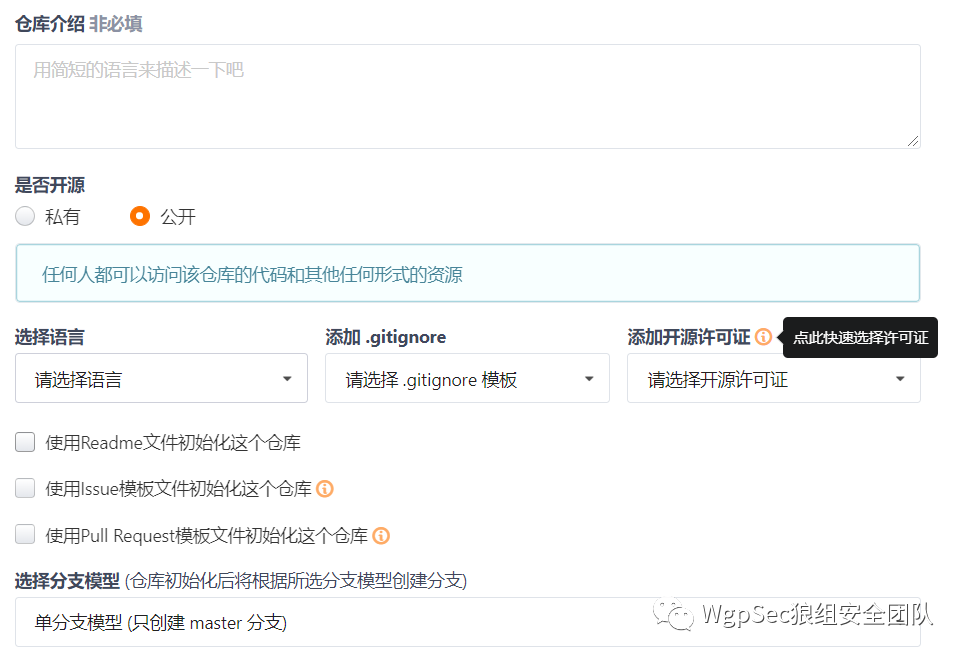 仓库介绍 非必填
用简短的语言来描述一下吧
是否开源
私有 公开
任何人都可以访问该仓库的代码和其他任何形式的资源
选择语言 添加 .gitignore 添加开源许可证 点此快速选择许可证
请选择语言 请选择 .gitignore 模板 请选择开源许可证
使用Readme文件初始化这个仓库
使用Issue模板文件初始化这个仓库
使用Pull Request模板文件初始化这个仓库
选择分支模型 (仓库初始化后将根据所选分支模型创建分支)
单分支模型 (只创建 master 分支)
WgpSec狼组安全团队